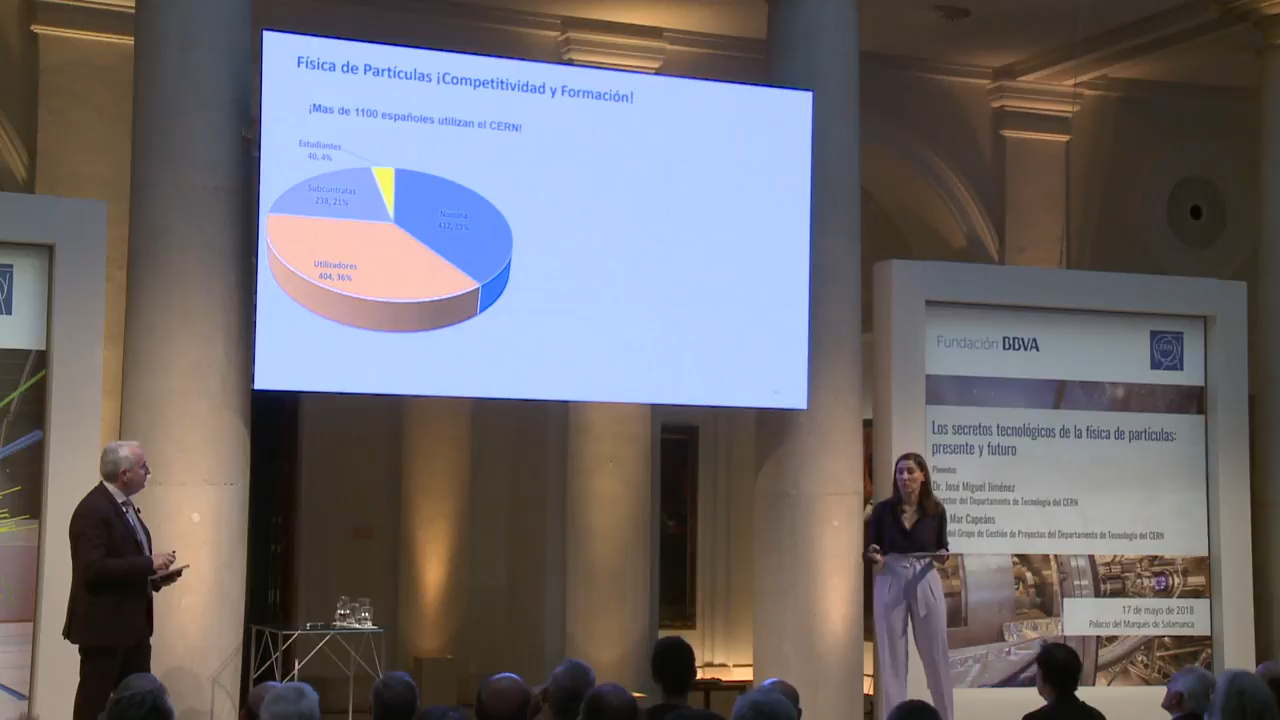 Física de Partículas ¡Competitividad y Formación!
¡Mas de 1100 españoles utilizan el CERN!
Estudiantes
40, 4%
Subcontratas
238, 21%
Nomina
Utilizadores
404, 36%
Fundación BBVA
CERN
Los secretos tecnológicos de la física de partículas:
presente y futuro
Ponentes
Dr. José Miguel Jiménez
Director del Departamento de Tecnología del CERN
Mar Capeáns
del Grupo de Gestión de Proyectos del Departamento de Tecnología del CERN
17 de mayo de 2018
Palacio del Marqués de Salamanca